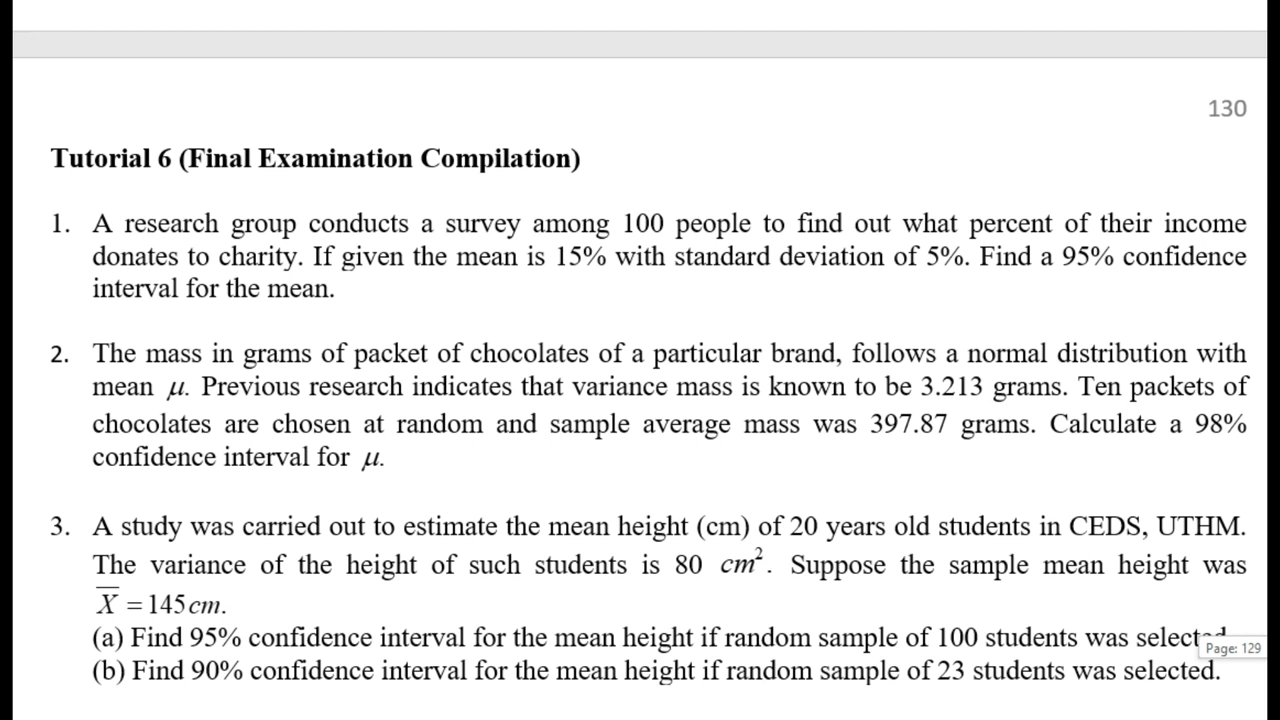 130
Tutorial 6 (Final Examination Compilation)
1. A research group conducts a survey among 100 people to find out what percent of their income
donates to charity. If given the mean is 15% with standard deviation of 5%. Find a 95% confidence
interval for the mean.
2. The mass in grams of packet of chocolates of a particular brand, follows a normal distribution with
mean μ. Previous research indicates that variance mass is known to be 3.213 grams. Ten packets of
chocolates are chosen at random and sample average mass was 397.87 grams. Calculate a 98%
confidence interval for μ.
3. A study was carried out to estimate the mean height (cm) of 20 years old students in CEDS, UTHM.
The variance of the height of such students is 80 cm². Suppose the sample mean height was
X̅ = 145cm.
(a) Find 95% confidence interval for the mean height if random sample of 100 students was selected.
Page: 129
(b) Find 90% confidence interval for the mean height if random sample of 23 students was selected.